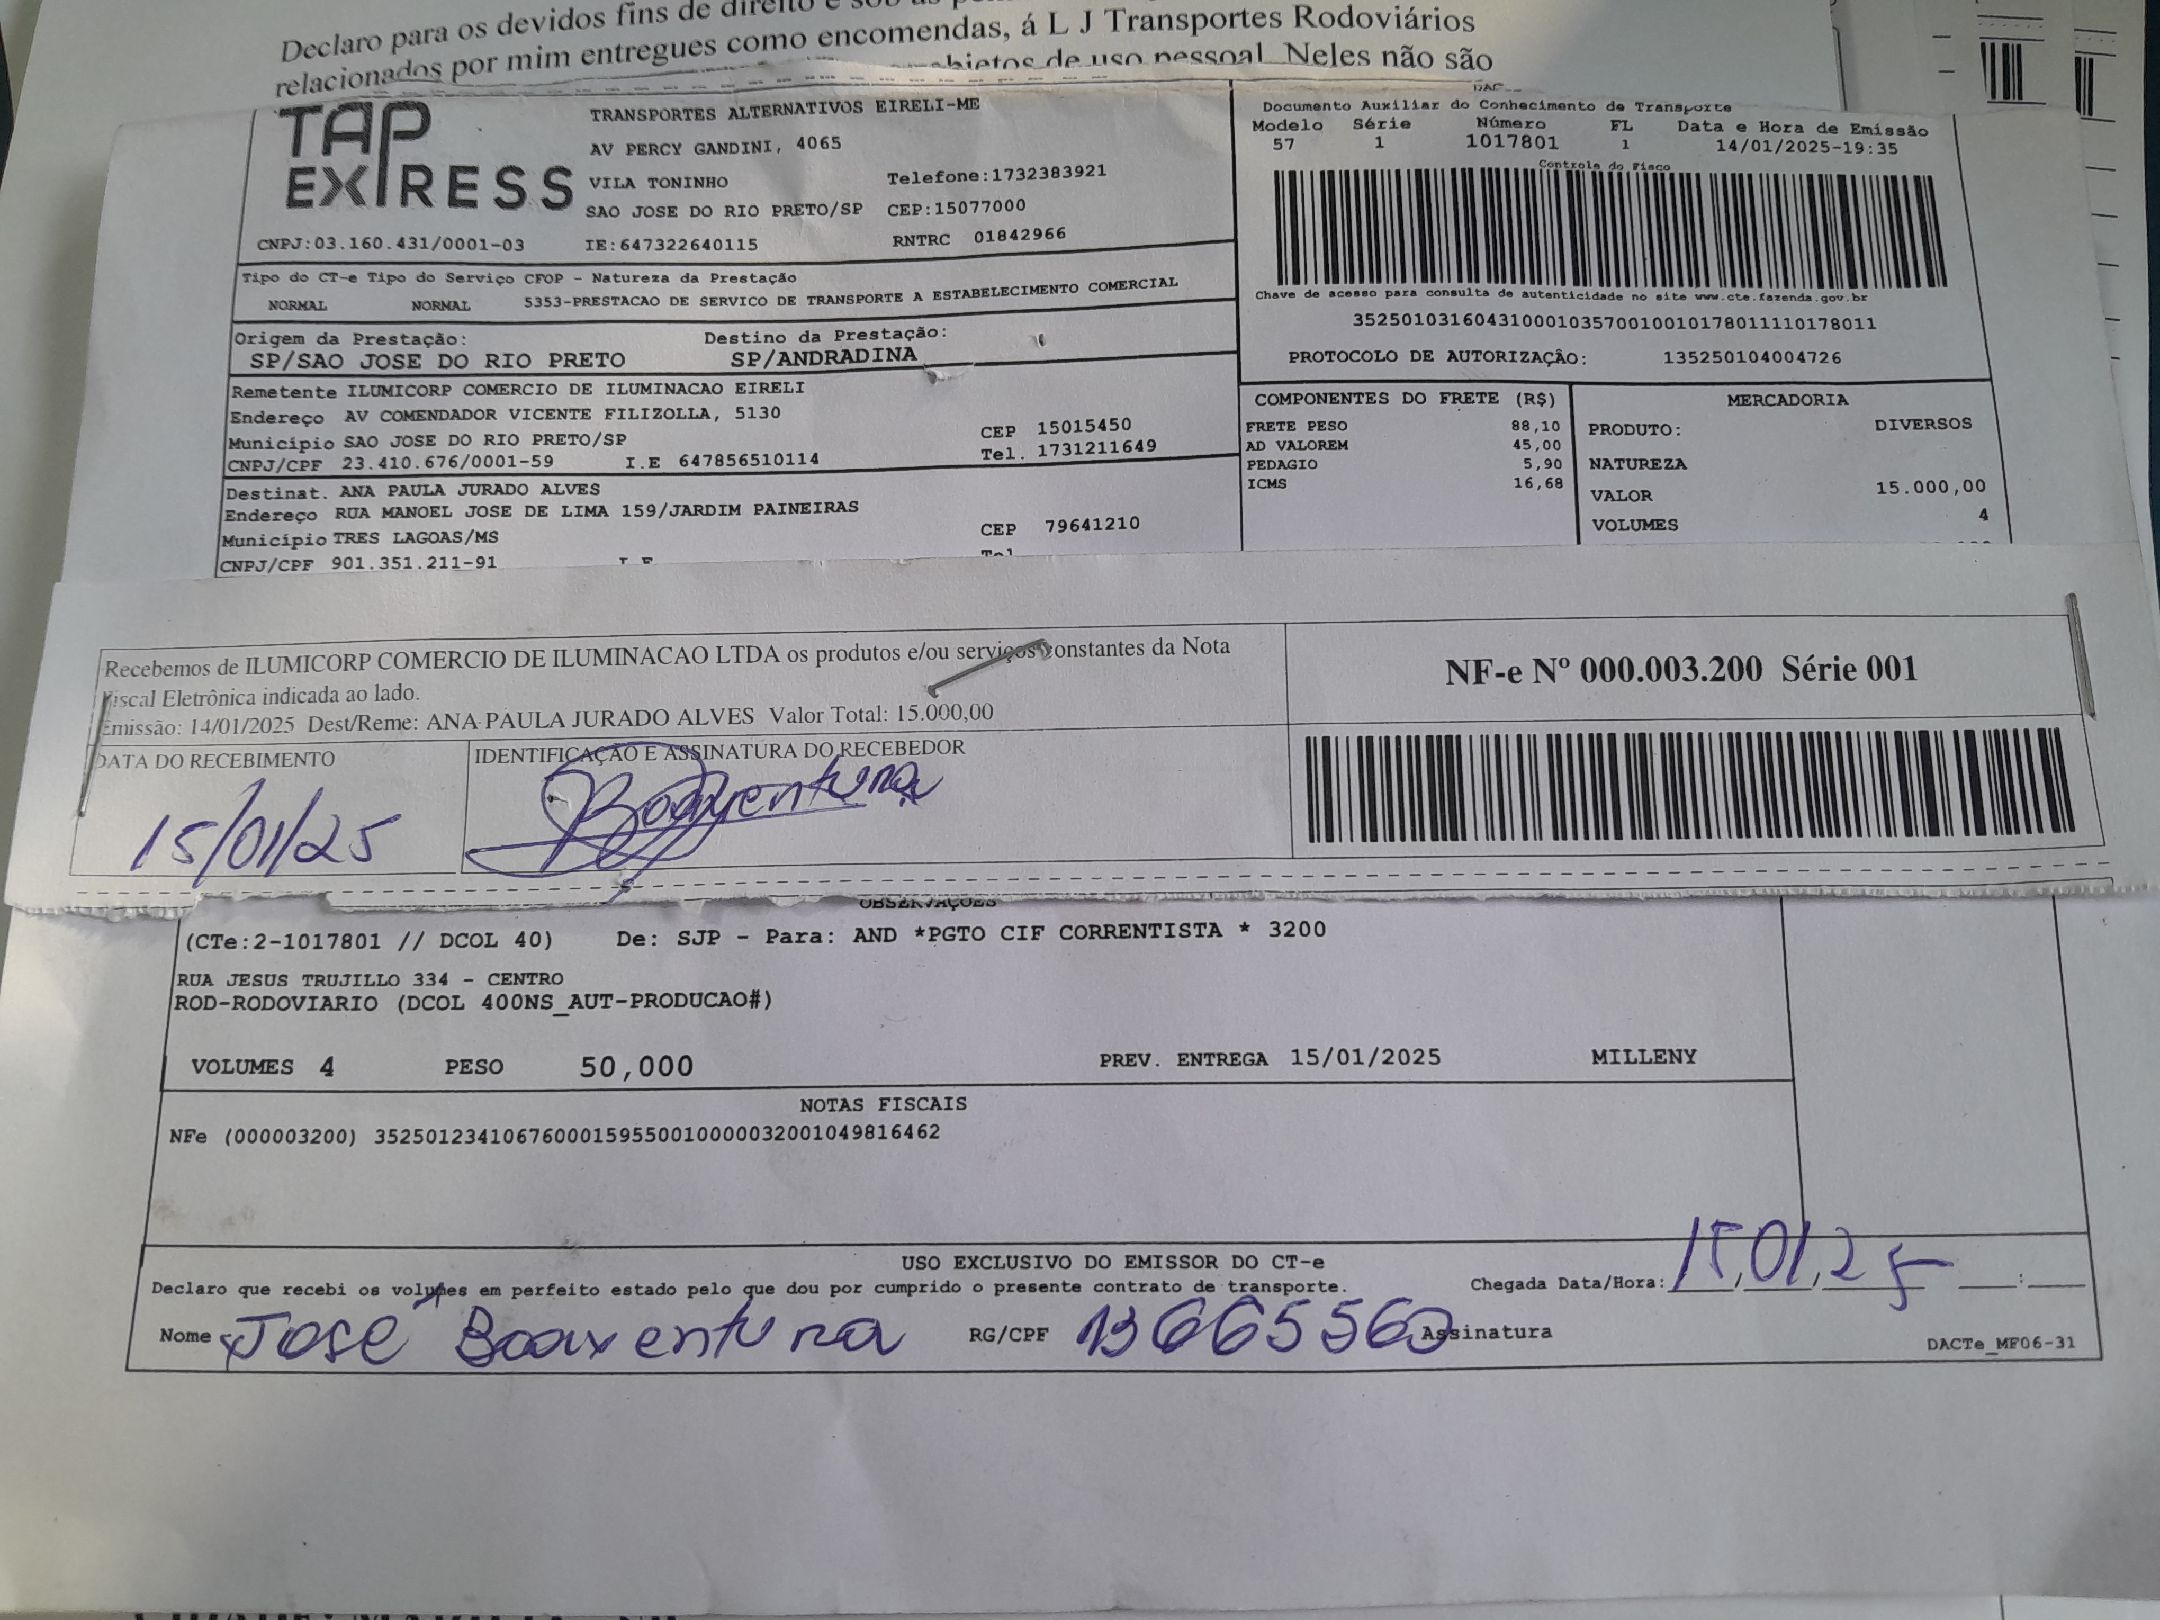 Declaro para os devidos fins de direito e sob as
relacionados por mim entregues como encomendas, á L J Transportes Rodoviários
objetos de uso pessoal. Neles não são
TAP
EXPRESS
TRANSPORTES ALTERNATIVOS EIRELI-ME
AV PERCY GANDINI, 4065
VILA TONINHO Telefone:1732383921
SAO JOSE DO RIO PRETO/SP CEP:15077000
CNPJ:03.160.431/0001-03 IE:647322640115 RNTRC 01842966
Documento Auxiliar do Conhecimento de Transporte
Modelo Série Número FL Data e Hora de Emissão
57 1 1017801 1 14/01/2025-19:35
Controle do Fisco
Chave de acesso para consulta de autenticidade no site www.cte.fazenda.gov.br
35250103160431000103570010010178011110178011
PROTOCOLO DE AUTORIZAÇÃO: 135250104004726
Tipo do CT-e Tipo do Serviço CFOP - Natureza da Prestação
NORMAL NORMAL 5353-PRESTACAO DE SERVICO DE TRANSPORTE A ESTABELECIMENTO COMERCIAL
Origem da Prestação: Destino da Prestação:
SP/SAO JOSE DO RIO PRETO SP/ANDRADINA
Remetente ILUMICORP COMERCIO DE ILUMINACAO EIRELI
Endereço AV COMENDADOR VICENTE FILIZOLLA, 5130
Município SAO JOSE DO RIO PRETO/SP CEP 15015450
CNPJ/CPF 23.410.676/0001-59 I.E 647856510114 Tel. 1731211649
Destinat. ANA PAULA JURADO ALVES
Endereço RUA MANOEL JOSE DE LIMA 159/JARDIM PAINEIRAS
Município TRES LAGOAS/MS CEP 79641210
CNPJ/CPF 901.351.211-91 I.E Tel
COMPONENTES DO FRETE (R$)
FRETE PESO 88,10
AD VALOREM 45,00
PEDAGIO 5,90
ICMS 16,68
MERCADORIA
PRODUTO: DIVERSOS
NATUREZA
VALOR 15.000,00
VOLUMES 4
Recebemos de ILUMICORP COMERCIO DE ILUMINACAO LTDA os produtos e/ou serviços constantes da Nota
Fiscal Eletrônica indicada ao lado.
Emissão: 14/01/2025 Dest/Reme: ANA PAULA JURADO ALVES Valor Total: 15.000,00
NF-e Nº 000.003.200 Série 001
DATA DO RECEBIMENTO IDENTIFICAÇÃO E ASSINATURA DO RECEBEDOR
15/01/25 Boaventura
OBSERVAÇOES
(CTe:2-1017801 // DCOL 40) De: SJP - Para: AND *PGTO CIF CORRENTISTA * 3200
RUA JESUS TRUJILLO 334 - CENTRO
ROD-RODOVIARIO (DCOL 400NS_AUT-PRODUCAO#)
VOLUMES 4 PESO 50,000 PREV. ENTREGA 15/01/2025 MILLENY
NOTAS FISCAIS
NFe (000003200) 35250123410676000159550010000032001049816462
USO EXCLUSIVO DO EMISSOR DO CT-e
Declaro que recebi os volumes em perfeito estado pelo que dou por cumprido o presente contrato de transporte. Chegada Data/Hora: 15,01,25 :
Nome José Boaventura RG/CPF 13665560 Assinatura DACTe_MF06-31